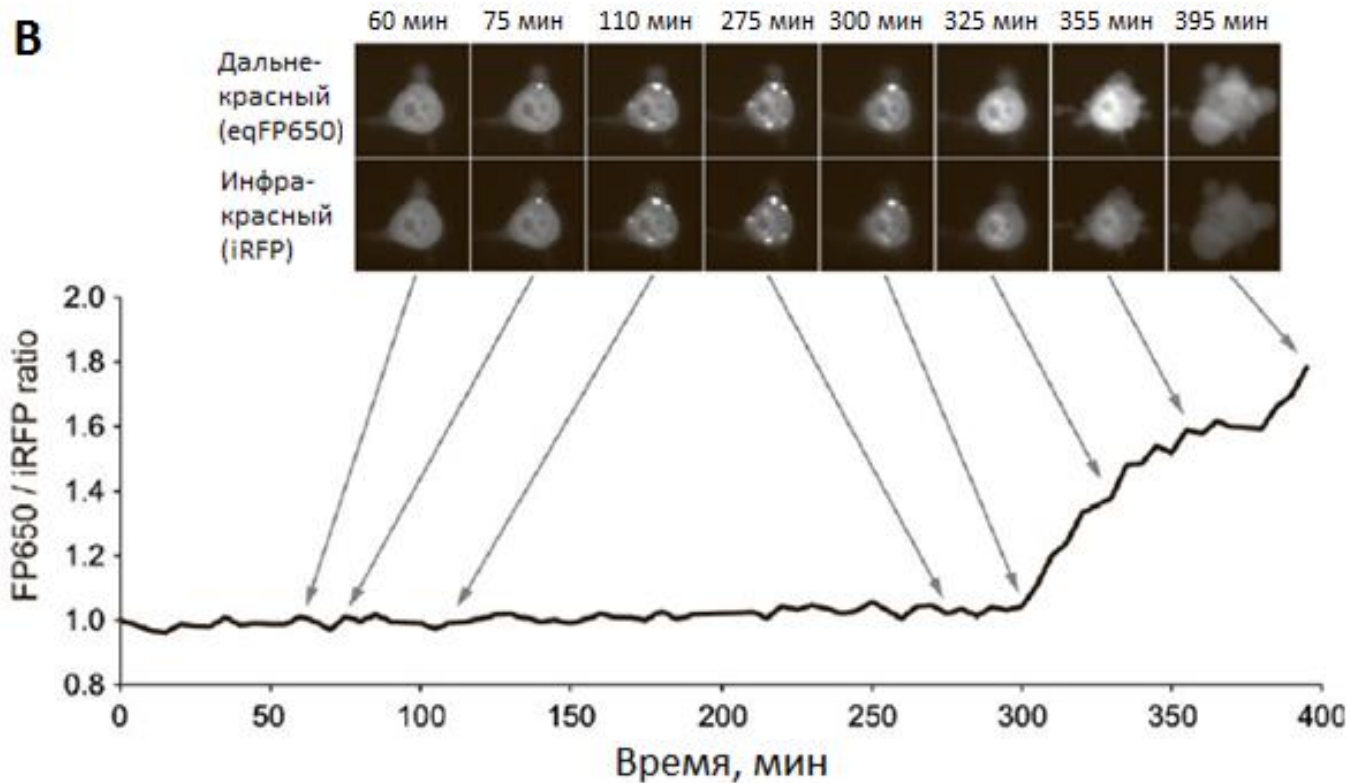 B
60 мин 75 мин 110 мин 275 мин 300 мин 325 мин 355 мин 395 мин
Дальне-
красный
(eqFP650)
Инфра-
красный
(iRFP)
2.0
1.8
1.6
1.4
1.2
1.0
0.8
FP650 / iRFP ratio
0 50 100 150 200 250 300 350 400
Время, мин